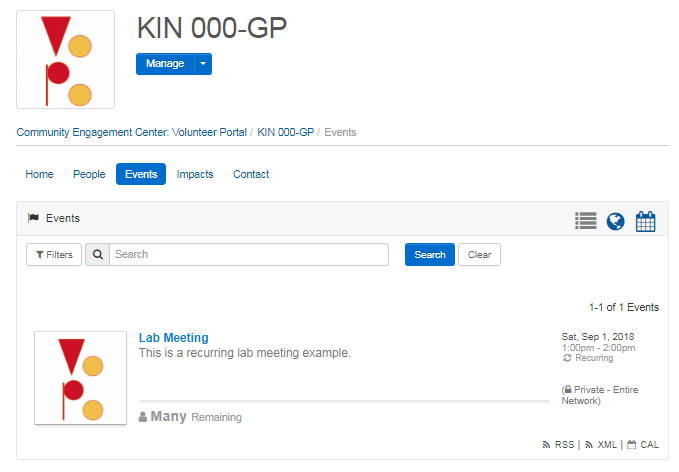 KIN 000-GP
Manage
Community Engagement Center: Volunteer Portal / KIN 000-GP / Events
Home People Events Impacts Contact
Events
Filters Search Search Clear
1-1 of 1 Events
Lab Meeting
This is a recurring lab meeting example.
Many Remaining
Sat, Sep 1, 2018
1:00pm - 2:00pm
Recurring
(Private - Entire
Network)
RSS | XML | CAL